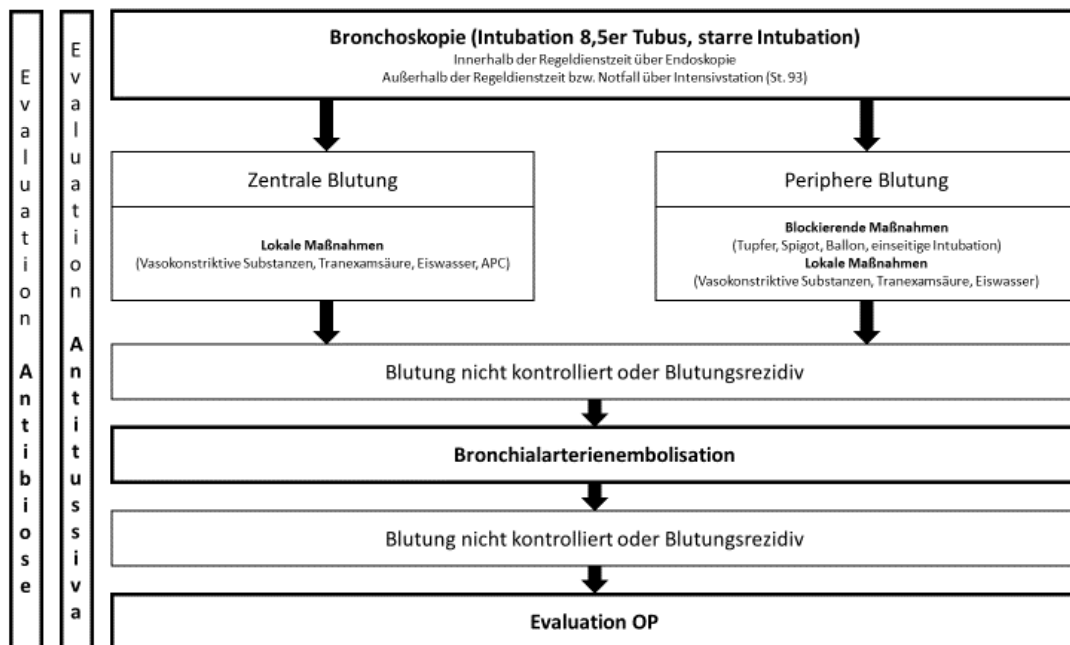 Evaluation Antibiose
Evaluation Antitussiva
Bronchoskopie (Intubation 8,5er Tubus, starre Intubation)
Innerhalb der Regeldienstzeit über Endoskopie
Außerhalb der Regeldienstzeit bzw. Notfall über Intensivstation (St. 93)
Zentrale Blutung
Lokale Maßnahmen
(Vasokonstriktive Substanzen, Tranexamsäure, Eiswasser, APC)
Periphere Blutung
Blockierende Maßnahmen
(Tupfer, Spigot, Ballon, einseitige Intubation)
Lokale Maßnahmen
(Vasokonstriktive Substanzen, Tranexamsäure, Eiswasser)
Blutung nicht kontrolliert oder Blutungsrezidiv
Bronchialarterienembolisation
Blutung nicht kontrolliert oder Blutungsrezidiv
Evaluation OP